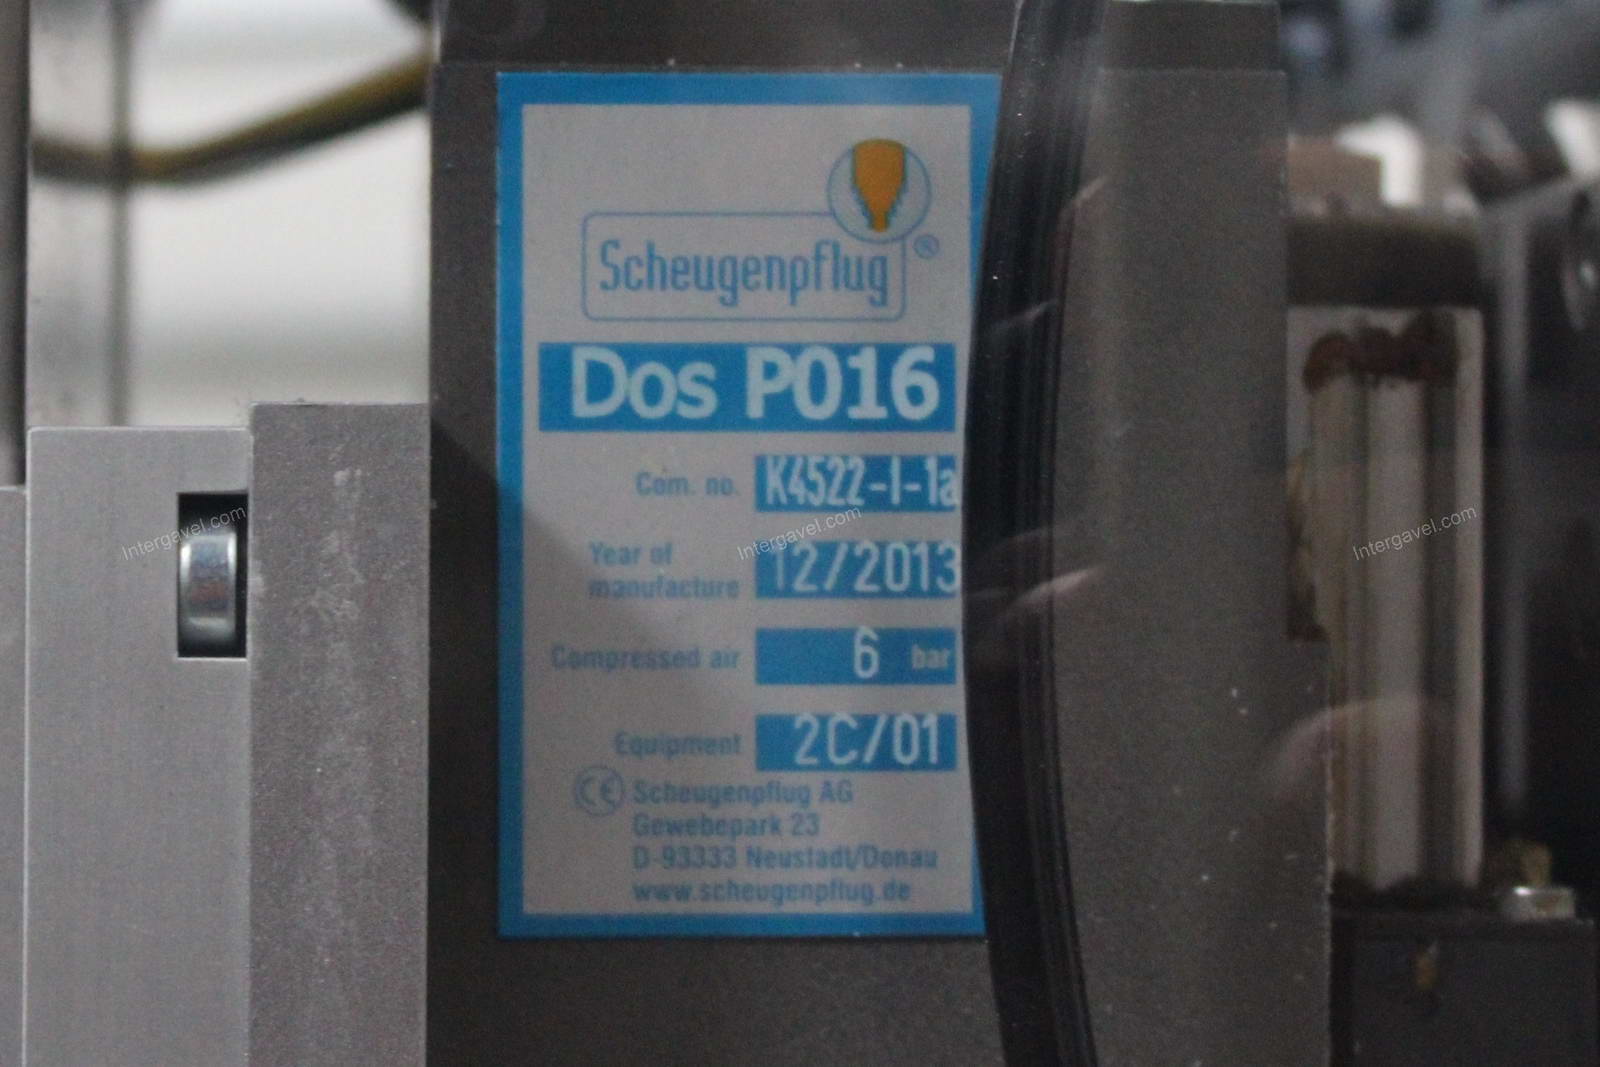 Scheugenpflug ®
Dos P016
Com. no. K4522-I-1a
Year of
manufacture 12/2013
Compressed air 6 bar
Equipment 2C/01
CE Scheugenpflug AG
Gewebepark 23
D-93333 Neustadt/Donau
www.scheugenpflug.de
Intergavel.com
Intergavel.com
Intergavel.com